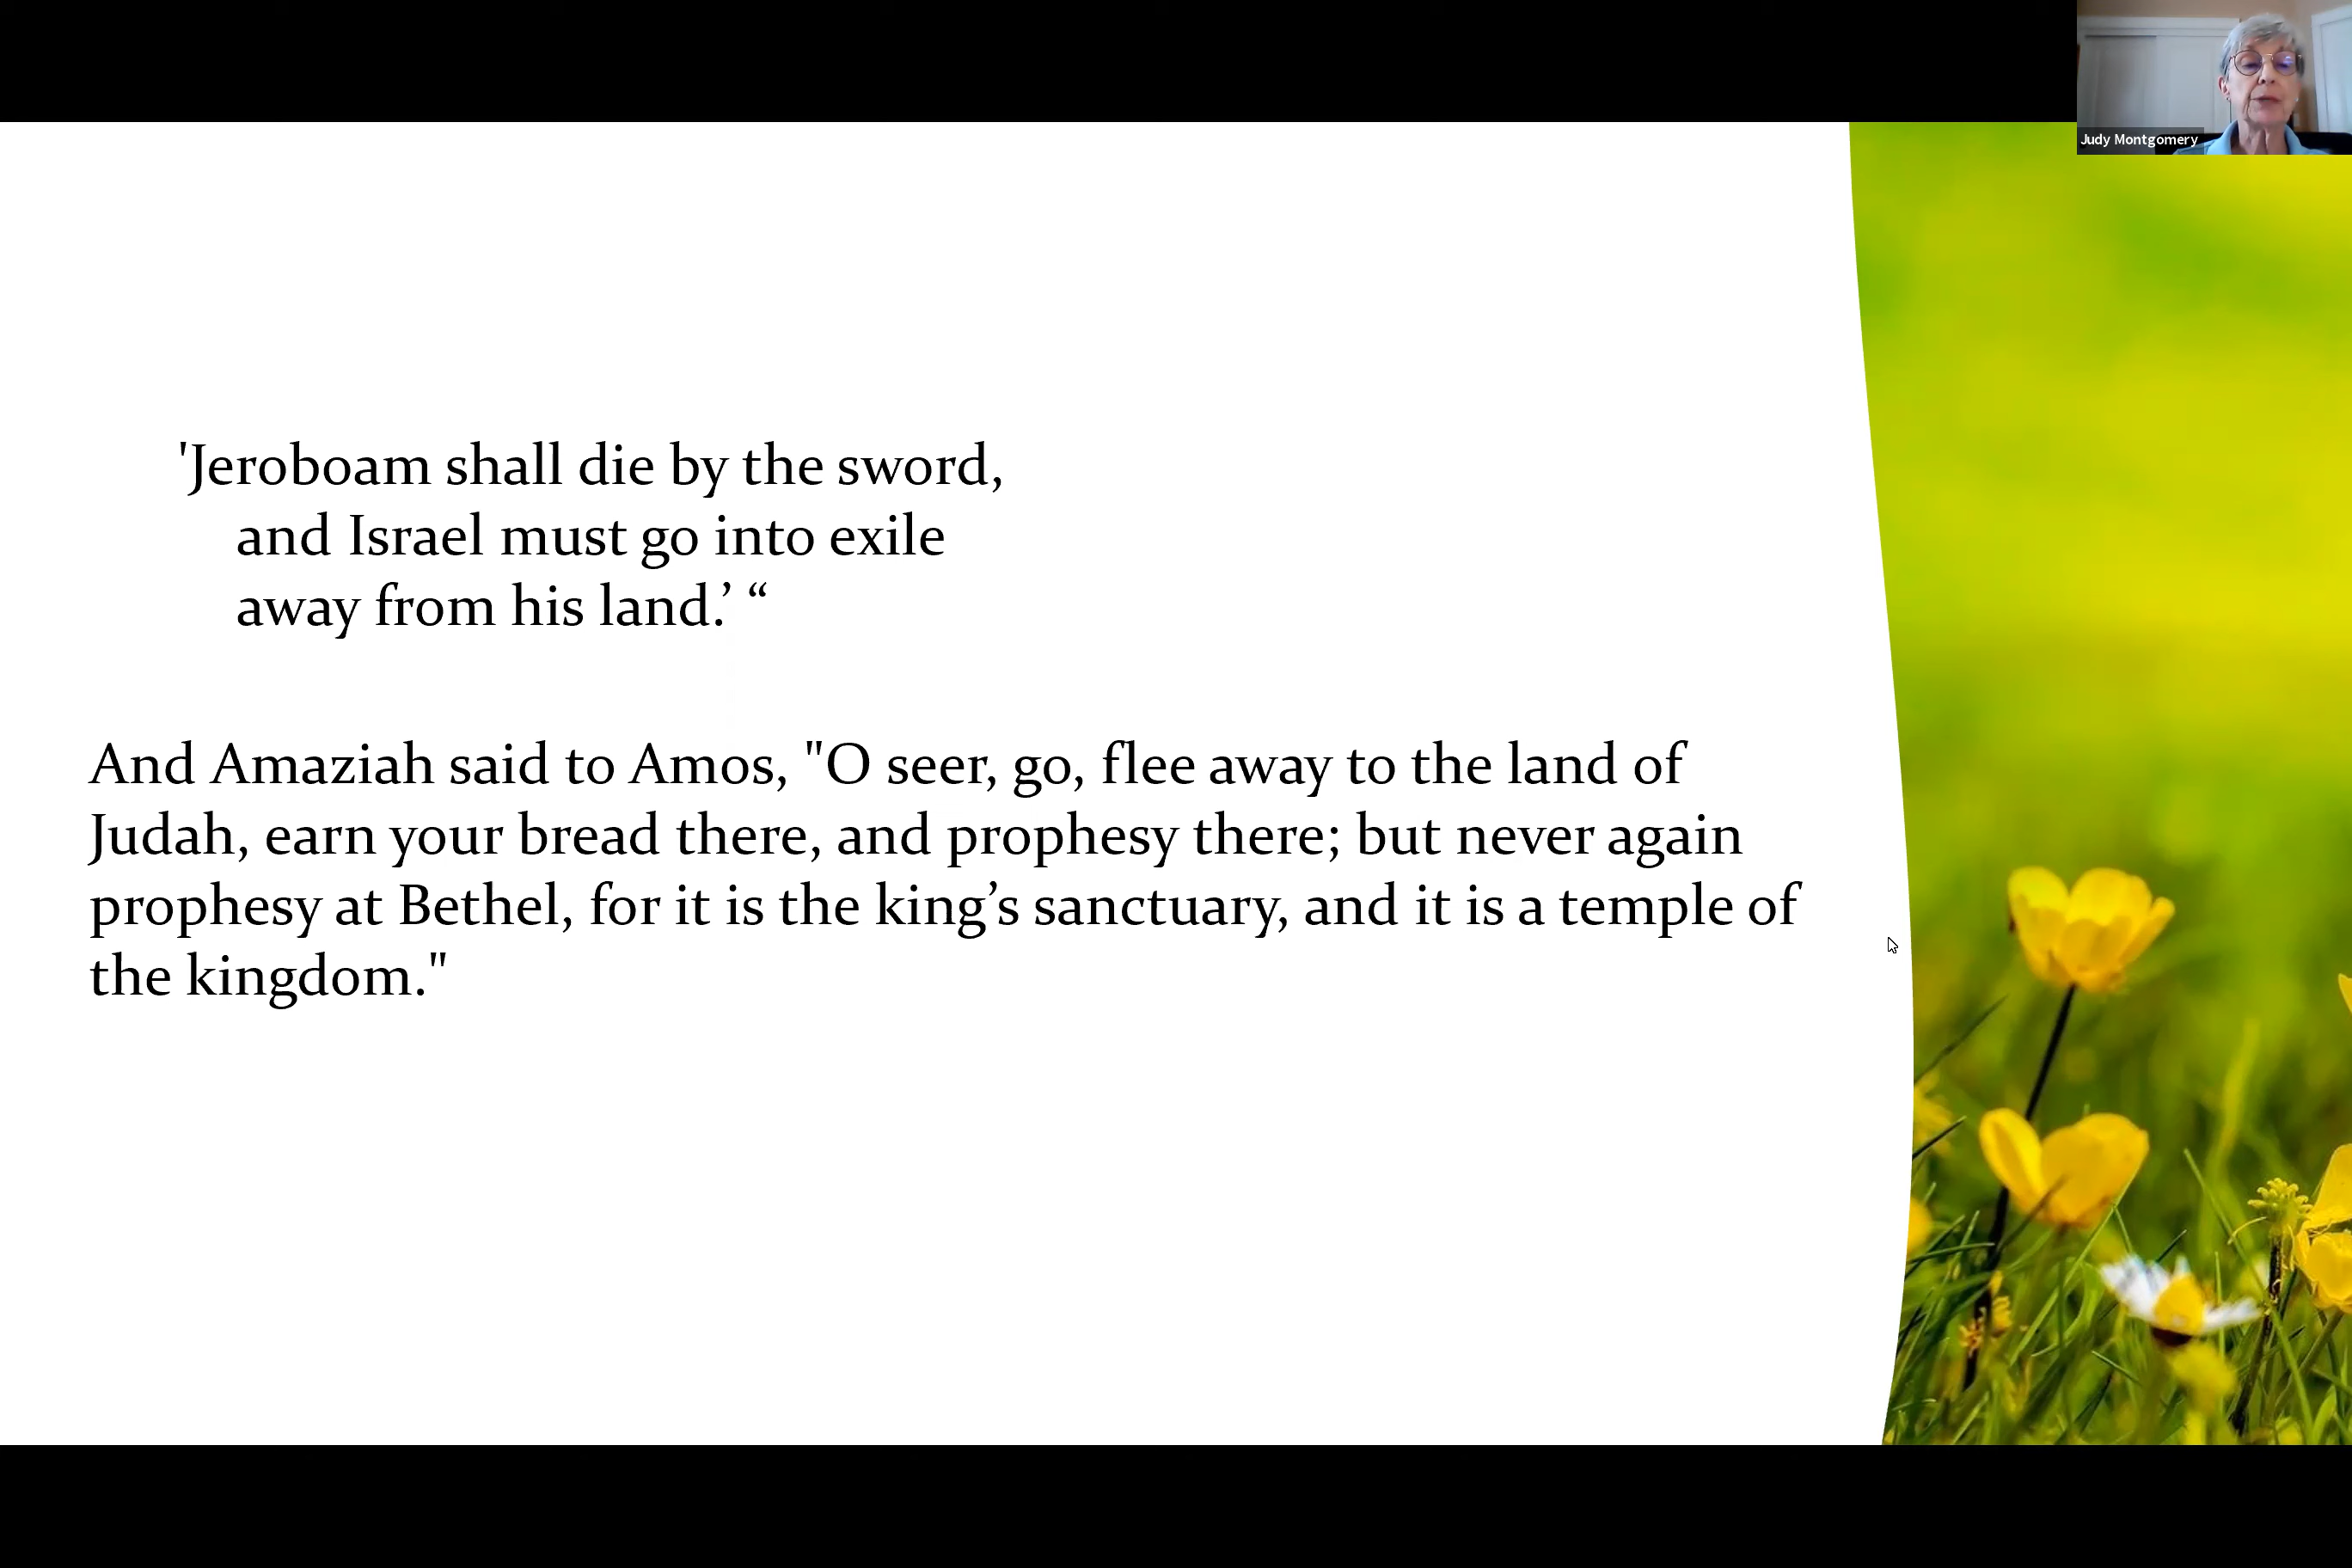 Judy Montgomery
'Jeroboam shall die by the sword,
and Israel must go into exile
away from his land.’ “
And Amaziah said to Amos, "O seer, go, flee away to the land of
Judah, earn your bread there, and prophesy there; but never again
prophesy at Bethel, for it is the king’s sanctuary, and it is a temple of
the kingdom."